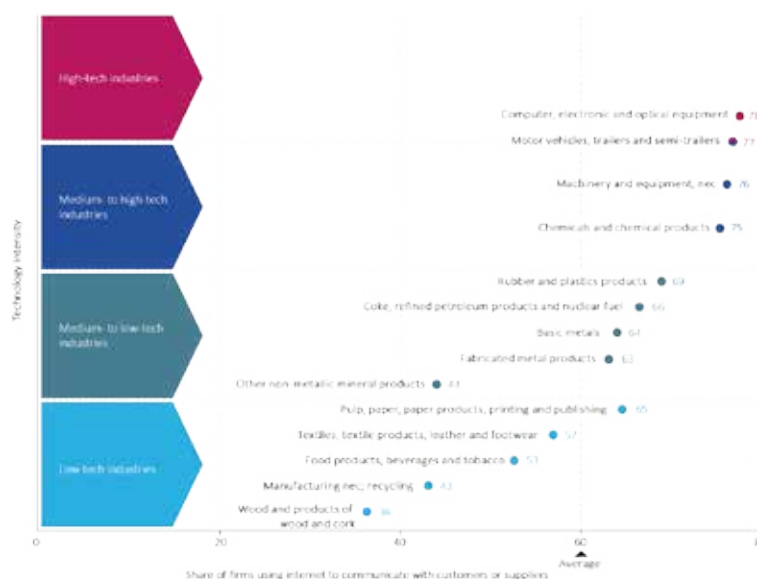 High-tech industries
Computer, electronic and optical equipment
Motor vehicles, trailers and semi-trailers 77
Medium- to high-tech
industries
Machinery and equipment, nec 76
Chemicals and chemical products 75
Technology intensity
Rubber and plastics products 69
Coke, refined petroleum products and nuclear fuel 66
Medium- to low-tech
industries
Basic metals 64
Fabricated metal products 63
Other non-metallic mineral products 44
Pulp, paper, paper products, printing and publishing 65
Textiles, textile products, leather and footwear 57
Food products, beverages and tobacco 53
Low-tech industries
Manufacturing nec; recycling 43
Wood and products of
wood and cork 36
0 20 40 60
Average
Share of firms using internet to communicate with customers or suppliers